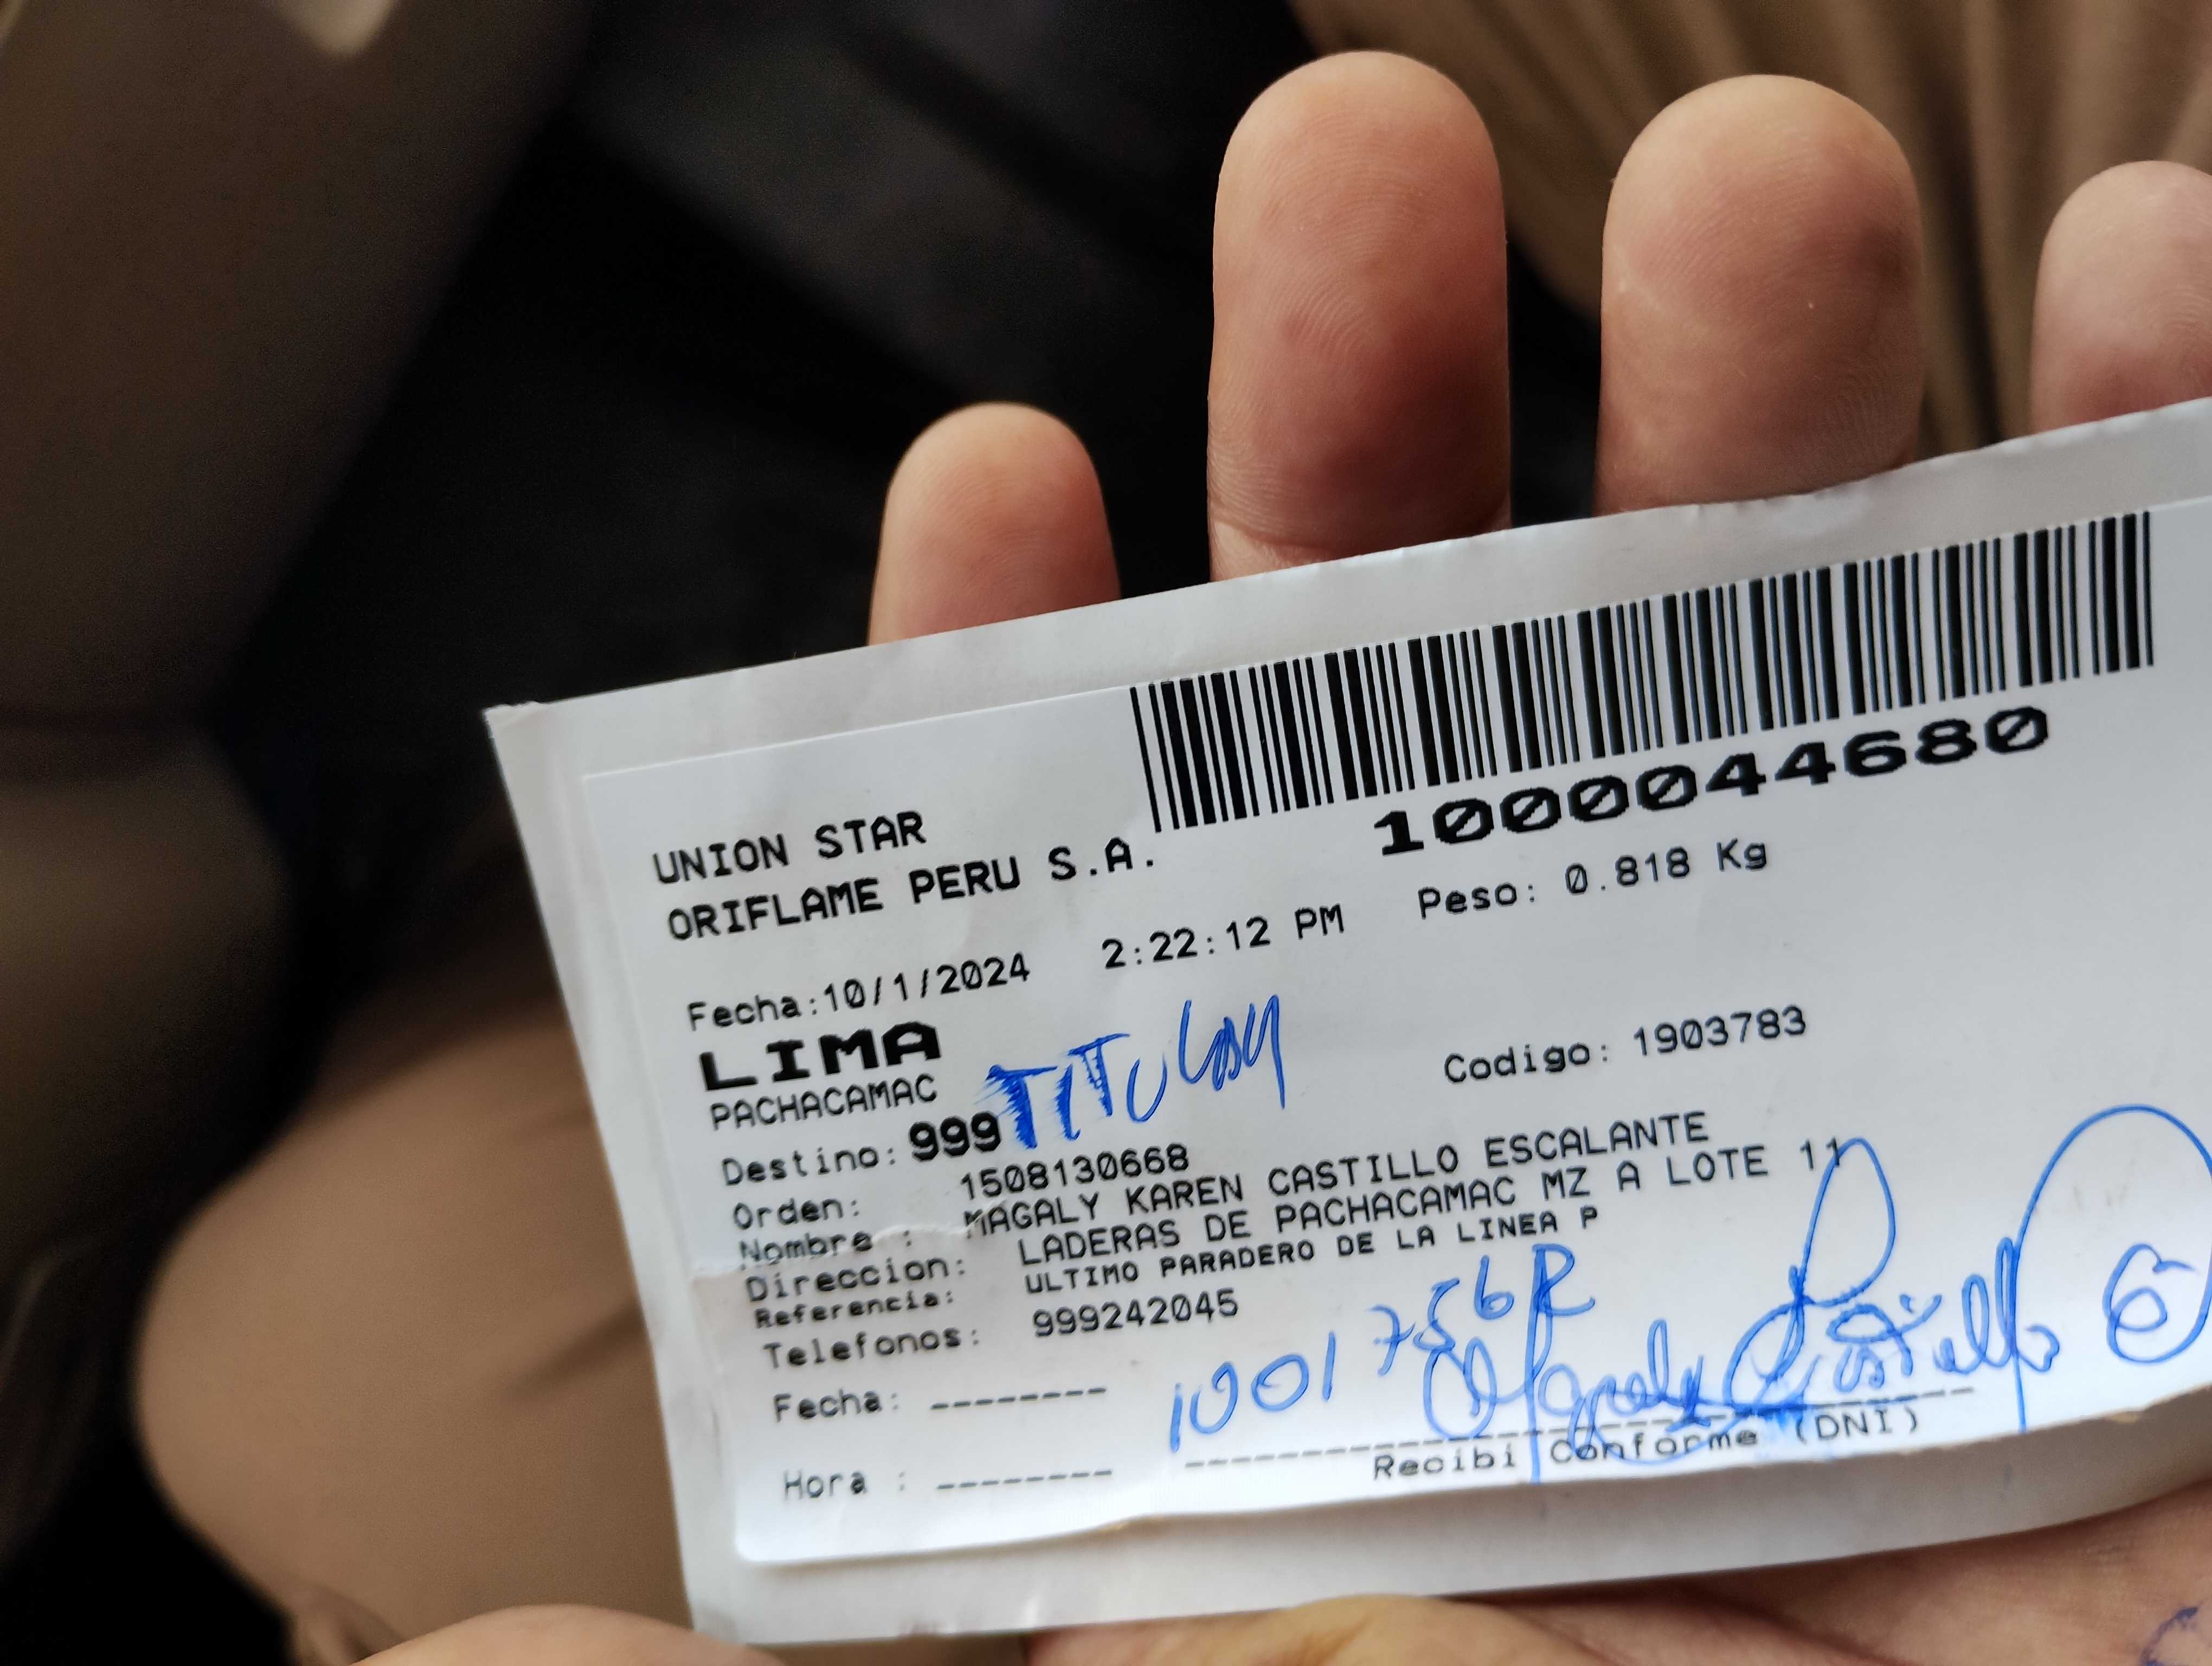 1000044680
UNION STAR
ORIFLAME PERU S.A.
Fecha:10/1/2024 2:22:12 PM Peso: 0.818 Kg
LIMA
PACHACAMAC
Codigo: 1903783
Destino: 999
Orden: 1508130668
Nombre : MAGALY KAREN CASTILLO ESCALANTE
Direccion: LADERAS DE PACHACAMAC MZ A LOTE 11
Referencia: ULTIMO PARADERO DE LA LINEA P
Telefonos: 999242045
Fecha: --------
Hora : --------
Recibi Conforme (DNI)